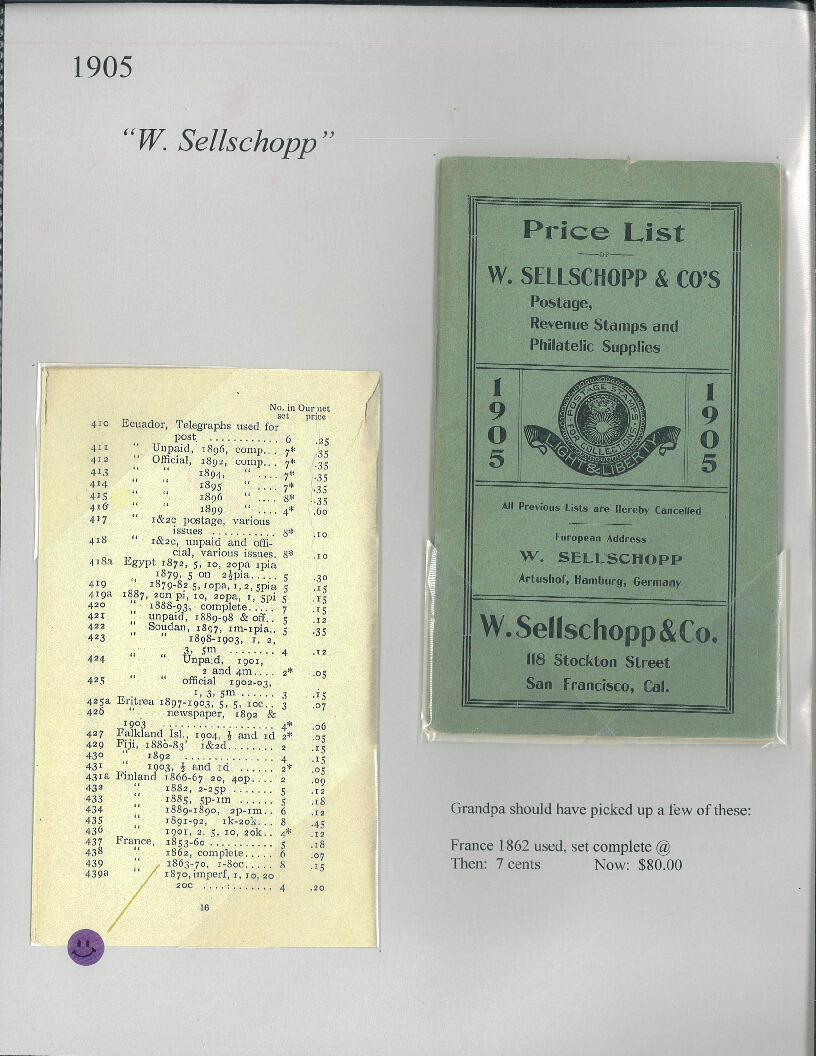 1905
“W. Sellschopp”
No. in Our net
set price
410 Ecuador, Telegraphs used for
post ............ 6 .25
411 " Unpaid, 1896, comp... 7* .35
412 " Official, 1892, comp... 7* .35
413 " " 1894, " .... 7* .35
414 " " 1895 " .... 7* .35
415 " " 1896 " .... 8* .35
416 " " 1899 " .... 4* .60
417 " 1&2c postage, various
issues ........... 8* .10
418 " 1&2c, unpaid and offi-
cial, various issues. 8* .10
418a Egypt 1872, 5, 10, 20pa 1pia
1879, 5 on 2½pia..... 5 .30
419 " 1879-82 5, 10pa, 1, 2, 5pia 5 .15
419a 1887, 20n pi, 10, 20pa, 1, 5pi 5 .15
420 " 1888-93, complete..... 7 .15
421 " unpaid, 1889-98 & off.. 5 .12
422 " Soudan, 1897, 1m-1pia.. 5 .35
423 " " 1898-1903, 1, 2,
3, 5m ........ 4 .12
424 " " Unpaid, 1901,
2 and 4m.... 2* .05
425 " " official 1902-03,
1, 3, 5m ...... 3 .15
425a Eritrea 1897-1903, 5, 5, 10c.. 3 .07
426 " newspaper, 1892 &
1903 .................. 4* .06
427 Falkland Isl., 1904, ½ and 1d 2* .05
429 Fiji, 1880-83 1&2d........ 2 .15
430 " 1892 ................ 4 .15
431 " 1903, ½ and 1d ...... 2* .05
431a Finland 1866-67 20, 40p.... 2 .09
432 " 1882, 2-25p ....... 5 .12
433 " 1885, 5p-1m ...... 5 .18
434 " 1889-1890, 2p-1m.. 6 .12
435 " 1891-92, 1k-20k... 8 .45
436 " 1901, 2, 5, 10, 20k.. 4* .12
437 France, 1853-60 ........... 5 .18
438 " 1862, complete..... 6 .07
439 " 1863-70, 1-80c..... 8 .15
439a " 1870, imperf, 1, 10, 20
20c ........... 4 .20
16
Price List
OF
W. SELLSCHOPP & CO'S
Postage,
Revenue Stamps and
Philatelic Supplies
1905
POSTAGE STAMPS
FOR COLLECTIONS
LIGHT & LIBERTY
1905
All Previous Lists are Hereby Cancelled
European Address
W. SELLSCHOPP
Artushof, Hamburg, Germany
W. Sellschopp & Co.
118 Stockton Street
San Francisco, Cal.
Grandpa should have picked up a few of these:
France 1862 used, set complete @
Then: 7 cents Now: $80.00